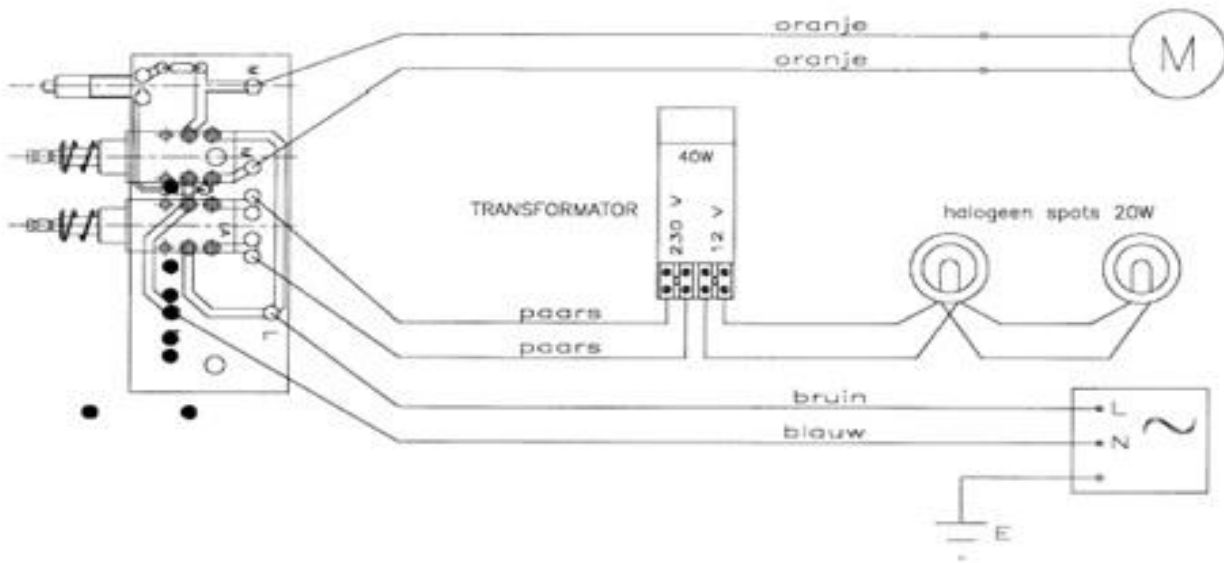 oranje
oranje
M
40W
TRANSFORMATOR
230 V
12 V
halogeen spots 20W
paars
paars
L
bruin
L
blauw
N
E